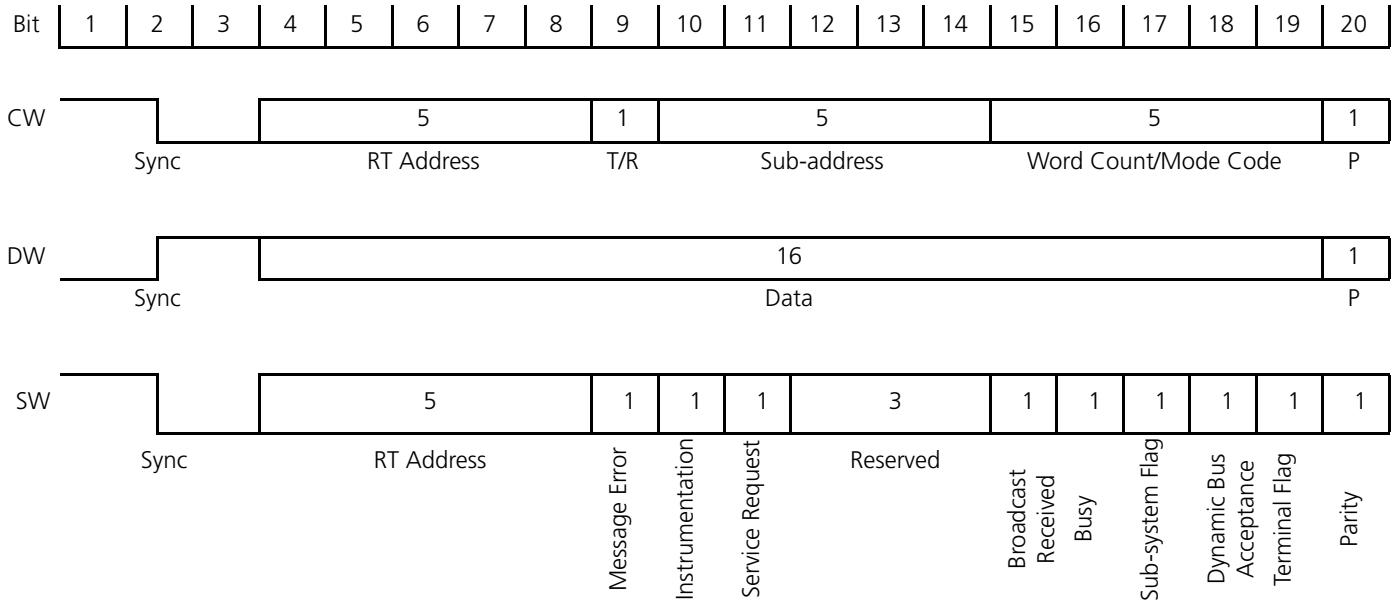 Bit 1 2 3 4 5 6 7 8 9 10 11 12 13 14 15 16 17 18 19 20
CW 5 1 5 5 1
Sync RT Address T/R Sub-address Word Count/Mode Code P
DW 16 1
Sync Data P
SW 5 1 1 1 3 1 1 1 1 1 1
Sync RT Address
Message Error
Instrumentation
Service Request
Reserved
Broadcast
Received
Busy
Sub-system Flag
Dynamic Bus
Acceptance
Terminal Flag
Parity